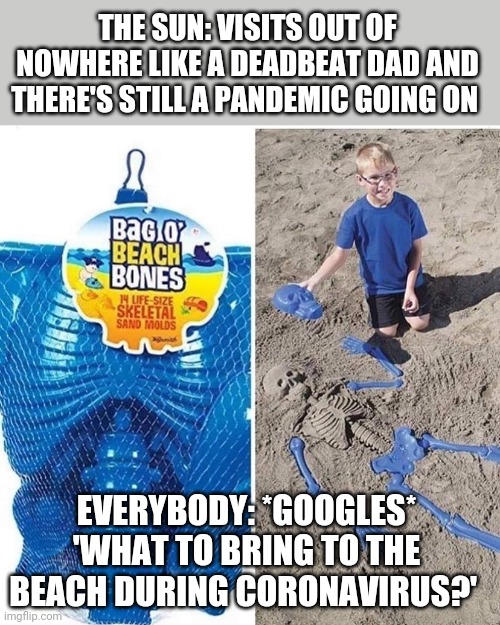 THE SUN: VISITS OUT OF
NOWHERE LIKE A DEADBEAT DAD AND
THERE'S STILL A PANDEMIC GOING ON
BAG O'
BEACH
BONES
14 LIFE-SIZE
SKELETAL
SAND MOLDS
EVERYBODY: *GOOGLES*
'WHAT TO BRING TO THE
BEACH DURING CORONAVIRUS?'
imgflip.com